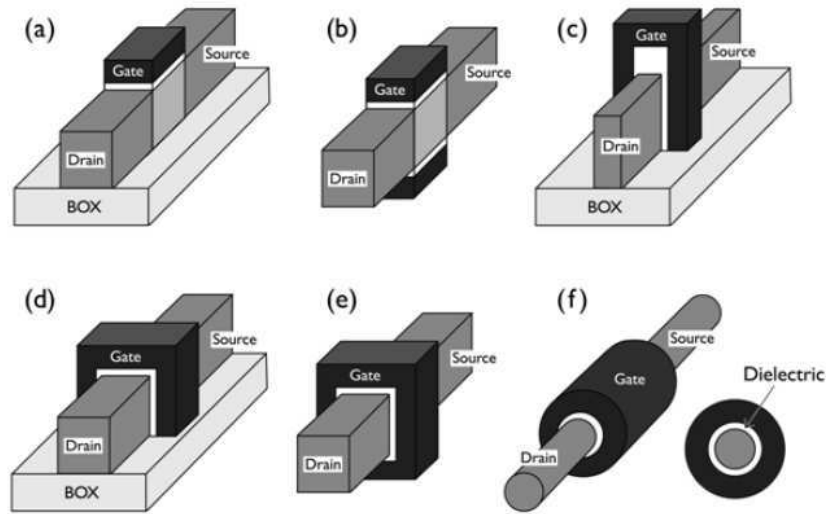 (a)
Gate
Source
Drain
BOX
(b)
Gate
Source
Drain
(c)
Gate
Drain
BOX
(d)
Gate
Source
Drain
BOX
(e)
Gate
Source
Drain
(f)
Source
Gate
Drain
Dielectric